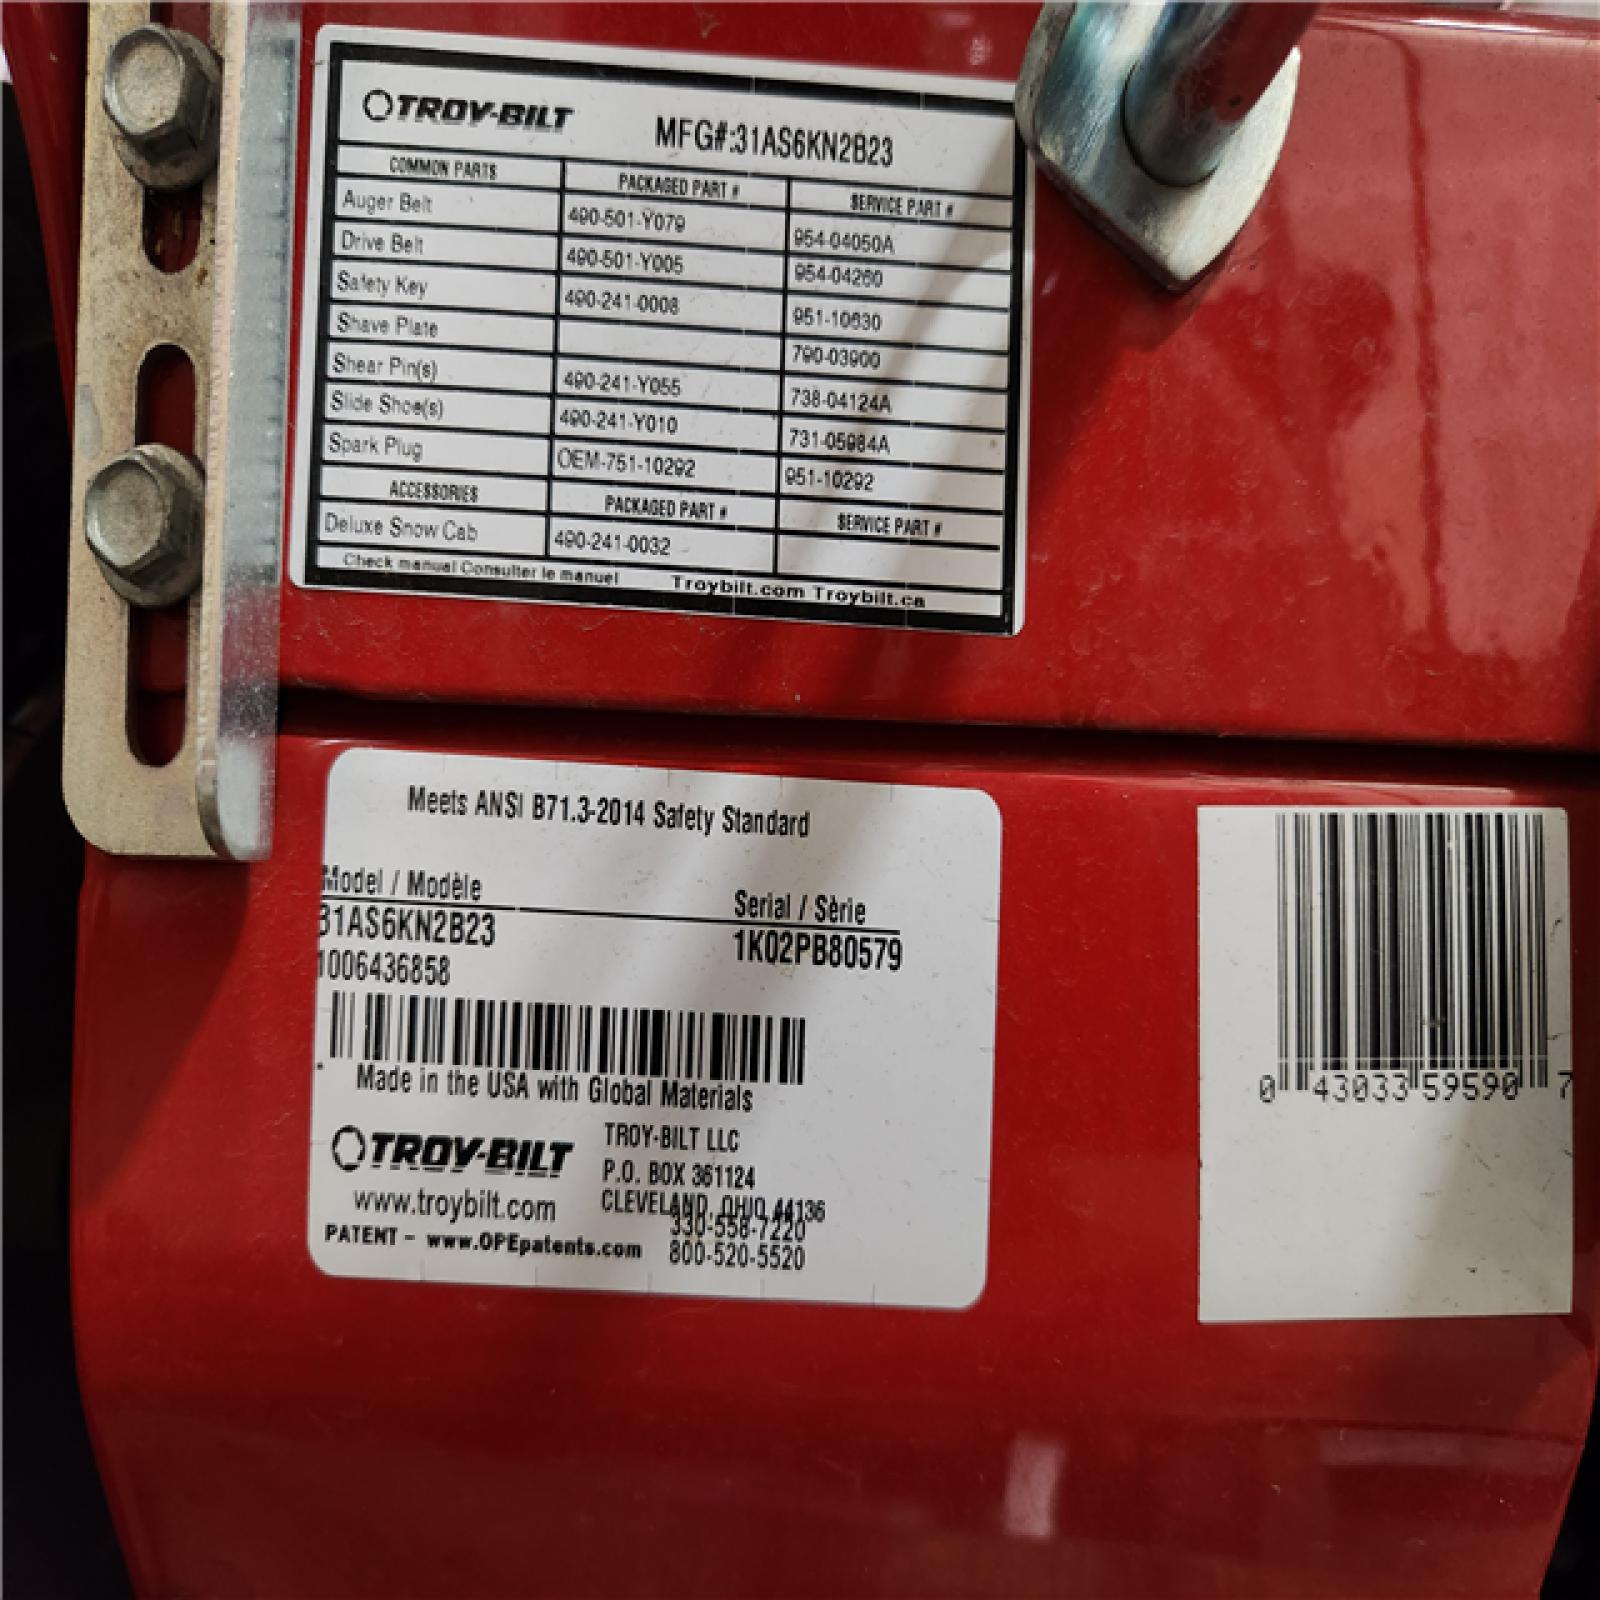 TROY-BILT MFG#:31AS6KN2B23
COMMON PARTS PACKAGED PART # SERVICE PART #
Auger Belt 490-501-Y079 954-04050A
Drive Belt 490-501-Y005 954-04260
Safety Key 490-241-0008 951-10630
Shave Plate 790-03900
Shear Pin(s) 490-241-Y055 738-04124A
Slide Shoe(s) 490-241-Y010 731-05984A
Spark Plug OEM-751-10292 951-10292
ACCESSORIES PACKAGED PART # SERVICE PART #
Deluxe Snow Cab 490-241-0032
Check manual Consulter le manuel Troybilt.com Troybilt.ca
Meets ANSI B71.3-2014 Safety Standard
Model / Modèle Serial / Série
31AS6KN2B23 1K02PB80579
1006436858
Made in the USA with Global Materials
TROY-BILT TROY-BILT LLC
P.O. BOX 361124
www.troybilt.com CLEVELAND, OHIO 44136
330-558-7220
PATENT - www.OPEpatents.com 800-520-5520
0 43033 59590 7